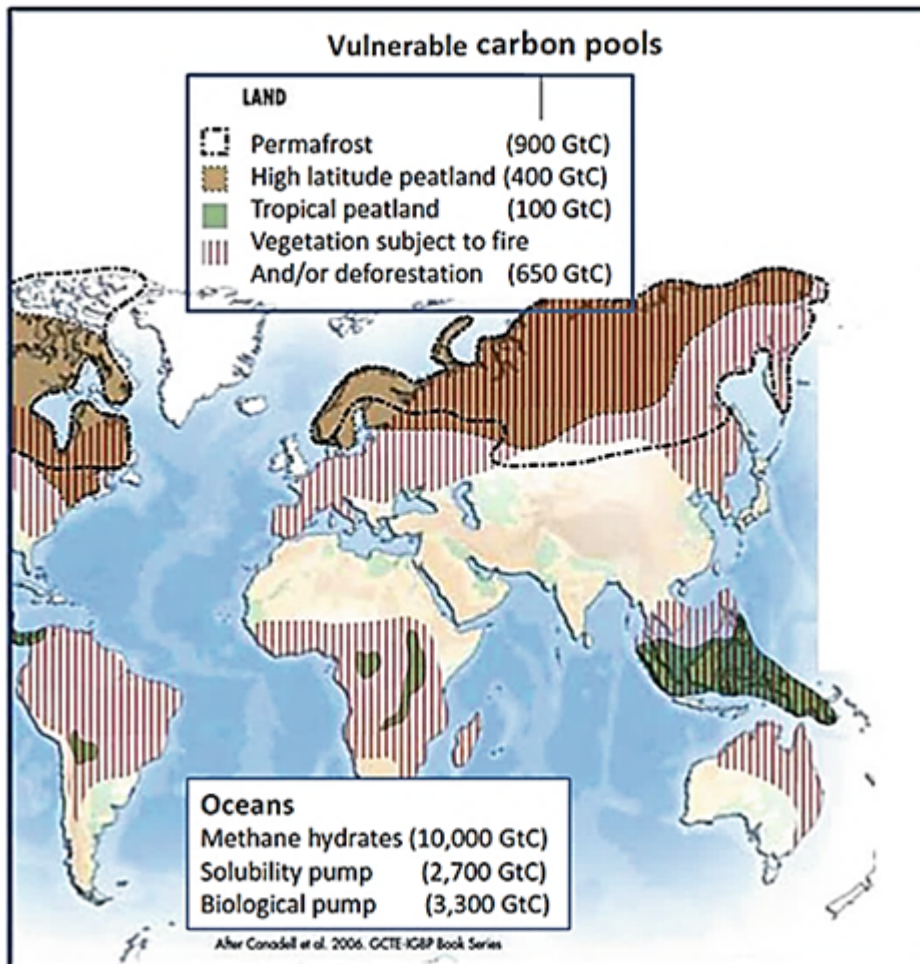 Vulnerable carbon pools
LAND
Permafrost (900 GtC)
High latitude peatland (400 GtC)
Tropical peatland (100 GtC)
Vegetation subject to fire
And/or deforestation (650 GtC)
Oceans
Methane hydrates (10,000 GtC)
Solubility pump (2,700 GtC)
Biological pump (3,300 GtC)
After Canadell et al. 2006. GCTE-IGBP Book Series